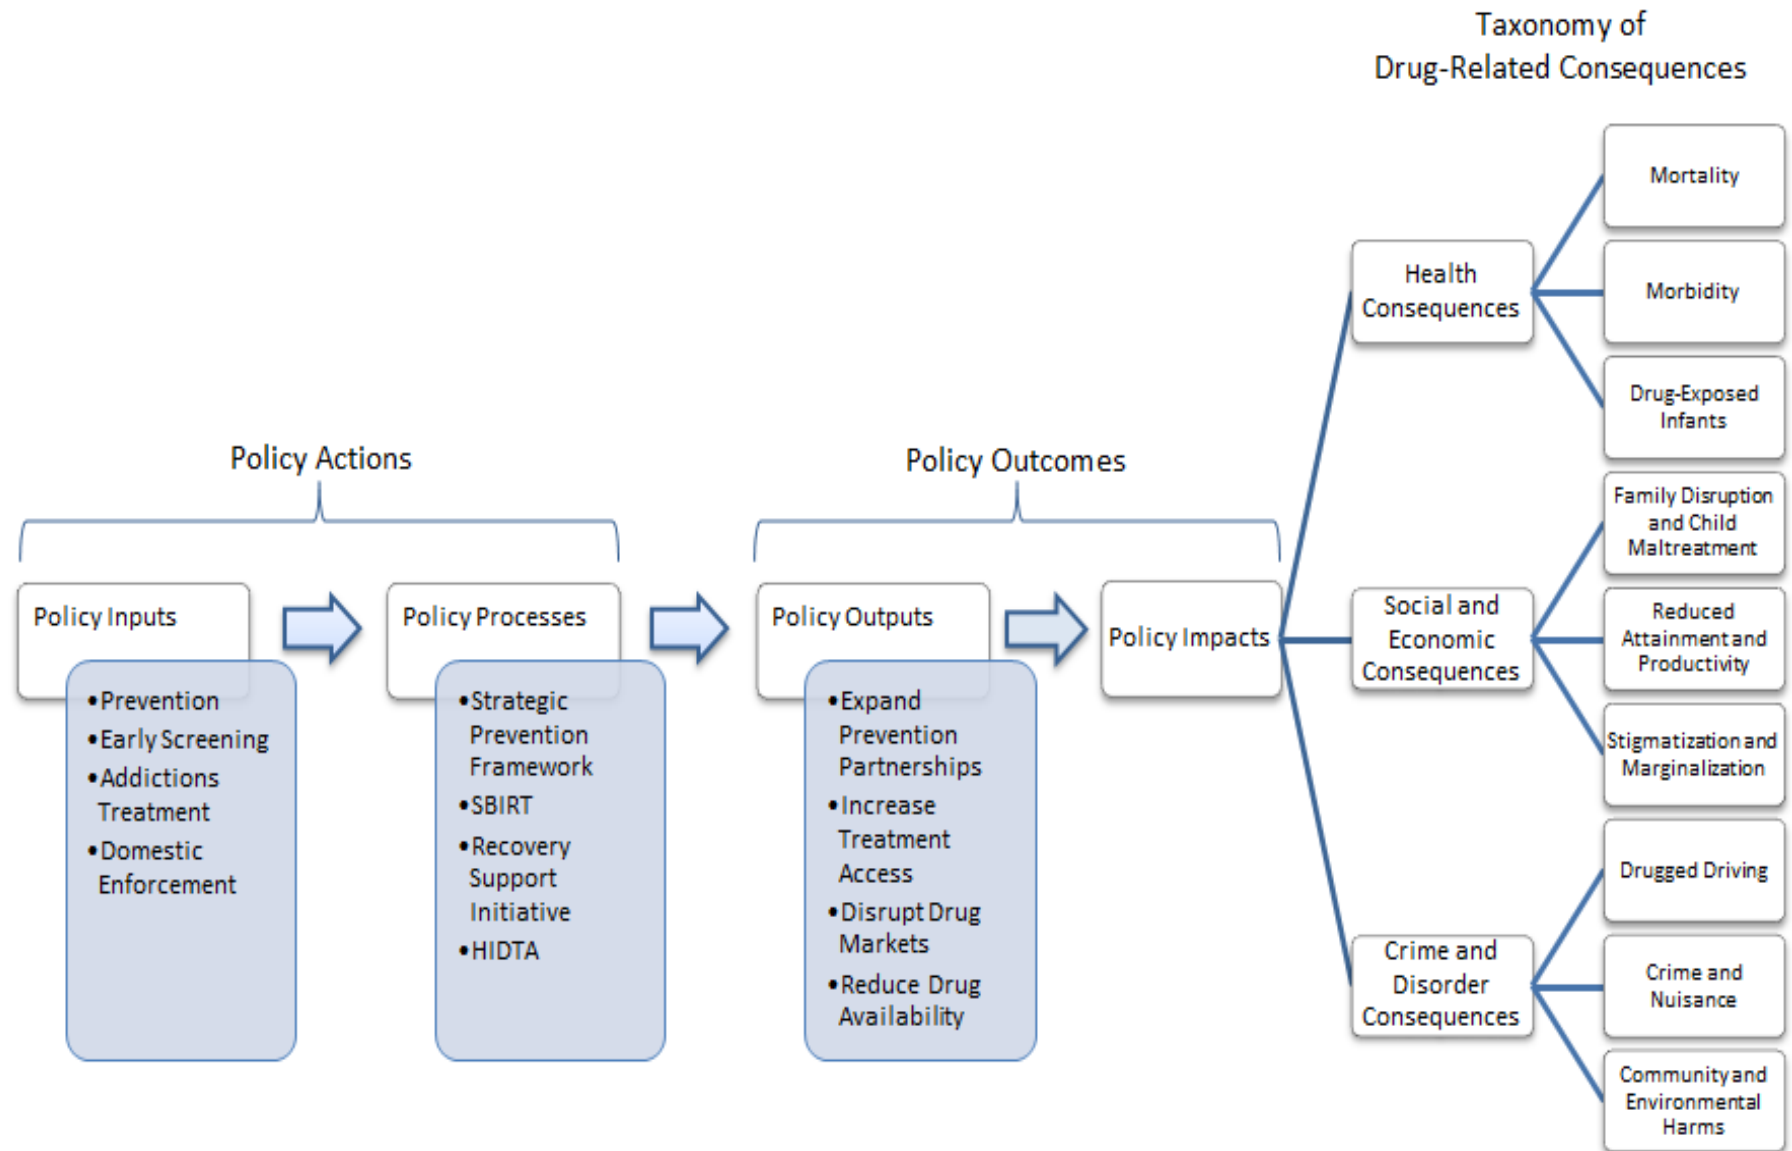 Taxonomy of
Drug-Related Consequences
Policy Actions
Policy Inputs
•Prevention
•Early Screening
•Addictions
Treatment
•Domestic
Enforcement
Policy Processes
•Strategic
Prevention
Framework
•SBIRT
•Recovery
Support
Initiative
•HIDTA
Policy Outcomes
Policy Outputs
•Expand
Prevention
Partnerships
•Increase
Treatment
Access
•Disrupt Drug
Markets
•Reduce Drug
Availability
Policy Impacts
Health
Consequences
Mortality
Morbidity
Drug-Exposed
Infants
Social and
Economic
Consequences
Family Disruption
and Child
Maltreatment
Reduced
Attainment and
Productivity
Stigmatization and
Marginalization
Crime and
Disorder
Consequences
Drugged Driving
Crime and
Nuisance
Community and
Environmental
Harms